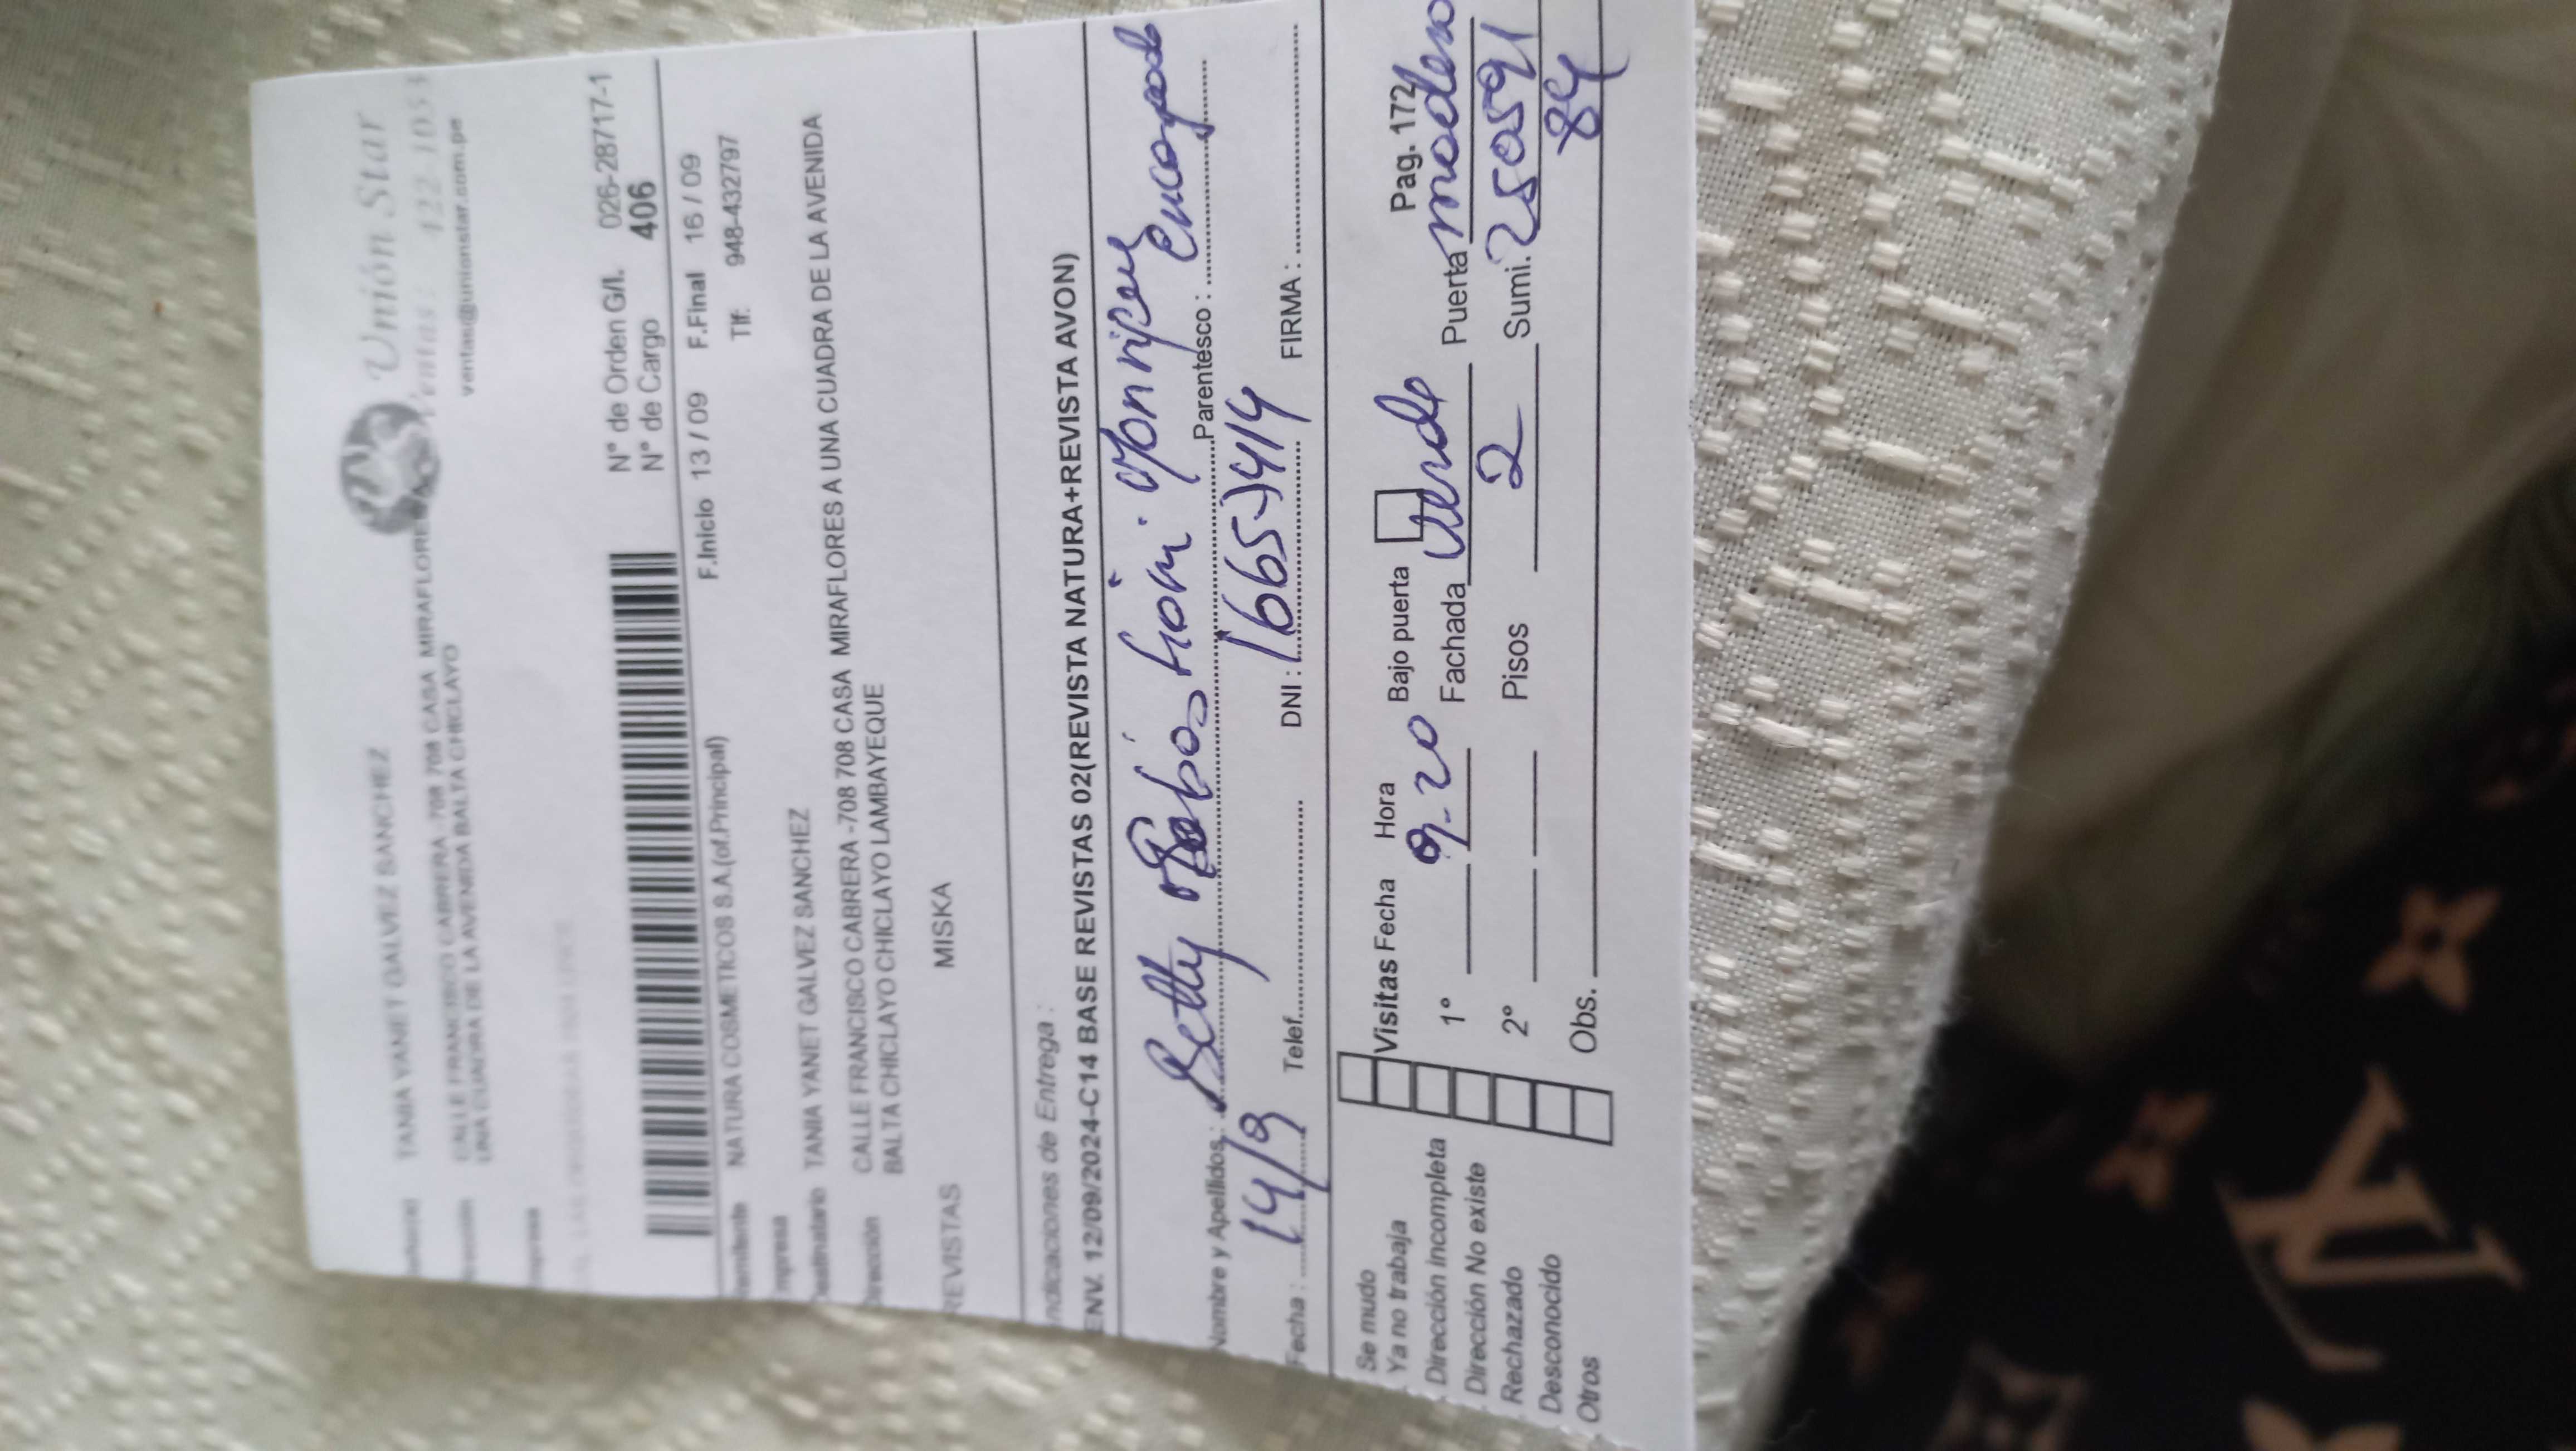 Unión Star
Ventas: 422-1053
ventas@unionstar.com.pe
TANIA YANET GALVEZ SANCHEZ
CALLE FRANCISCO CABRERA -708 708 CASA MIRAFLORES A
UNA CUADRA DE LA AVENIDA BALTA CHICLAYO
N° de Orden G/I. 026-28717-1
N° de Cargo 406
F.Inicio 13 / 09 F.Final 16 / 09
NATURA COSMETICOS S.A.(of.Principal)
Tlf: 948-432797
TANIA YANET GALVEZ SANCHEZ
CALLE FRANCISCO CABRERA -708 708 CASA MIRAFLORES A UNA CUADRA DE LA AVENIDA
BALTA CHICLAYO CHICLAYO CHICLAYO LAMBAYEQUE
REVISTAS MISKA
Indicaciones de Entrega :
ENV. 12/09/2024-C14 BASE REVISTAS 02(REVISTA NATURA+REVISTA AVON)
Nombre y Apellidos : Betty Parentesco :
Fecha : 14/9 Telef. DNI : FIRMA :
Se mudo
Ya no trabaja
Dirección incompleta
Dirección No existe
Rechazado
Desconocido
Otros
Visitas Fecha Hora Bajo puerta Pag. 172
1° 9-20 Fachada Verde Puerta madera
2° Pisos 2 Sumi. 250591
84
Obs.